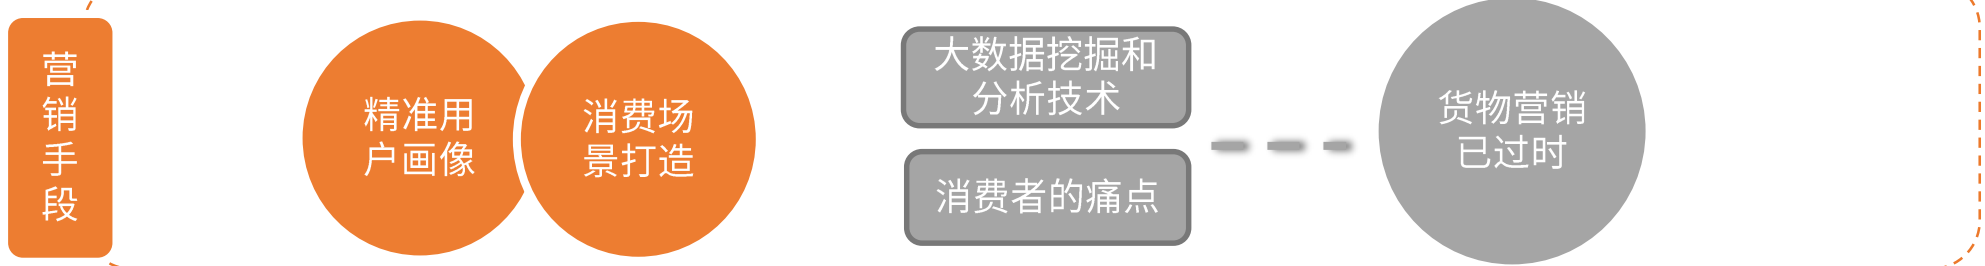 营
销
手
段
精准用
户画像
消费场
景打造
大数据挖掘和
分析技术
消费者的痛点
货物营销
已过时